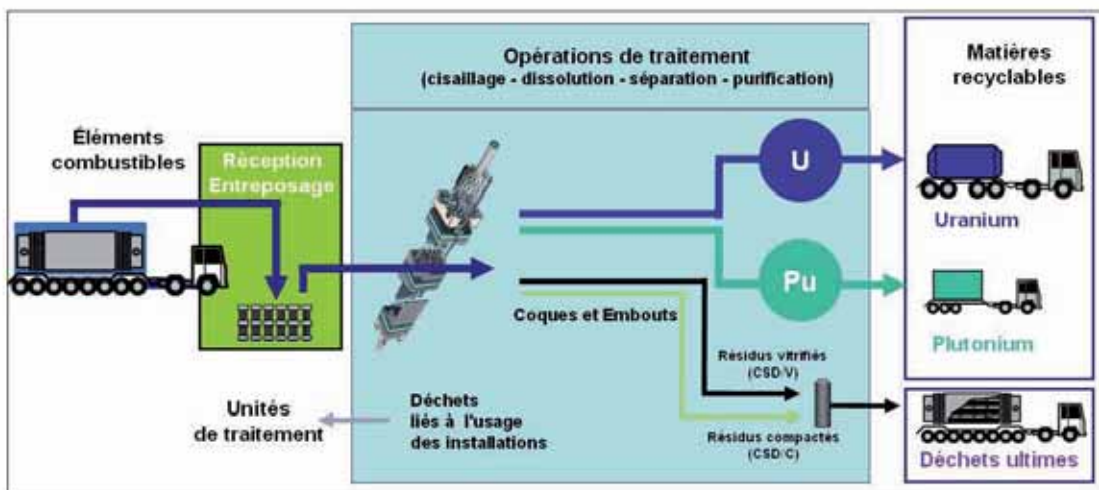 Opérations de traitement
(cisaillage - dissolution - séparation - purification)
Matières
recyclables
Éléments
combustibles
Réception
Entreposage
U
Uranium
Pu
Plutonium
Coques et Embouts
Résidus vitrifiés
(CSD/V)
Unités
de traitement
Déchets
liés à l'usage
des installations
Résidus compactés
(CSD/C)
Déchets ultimes